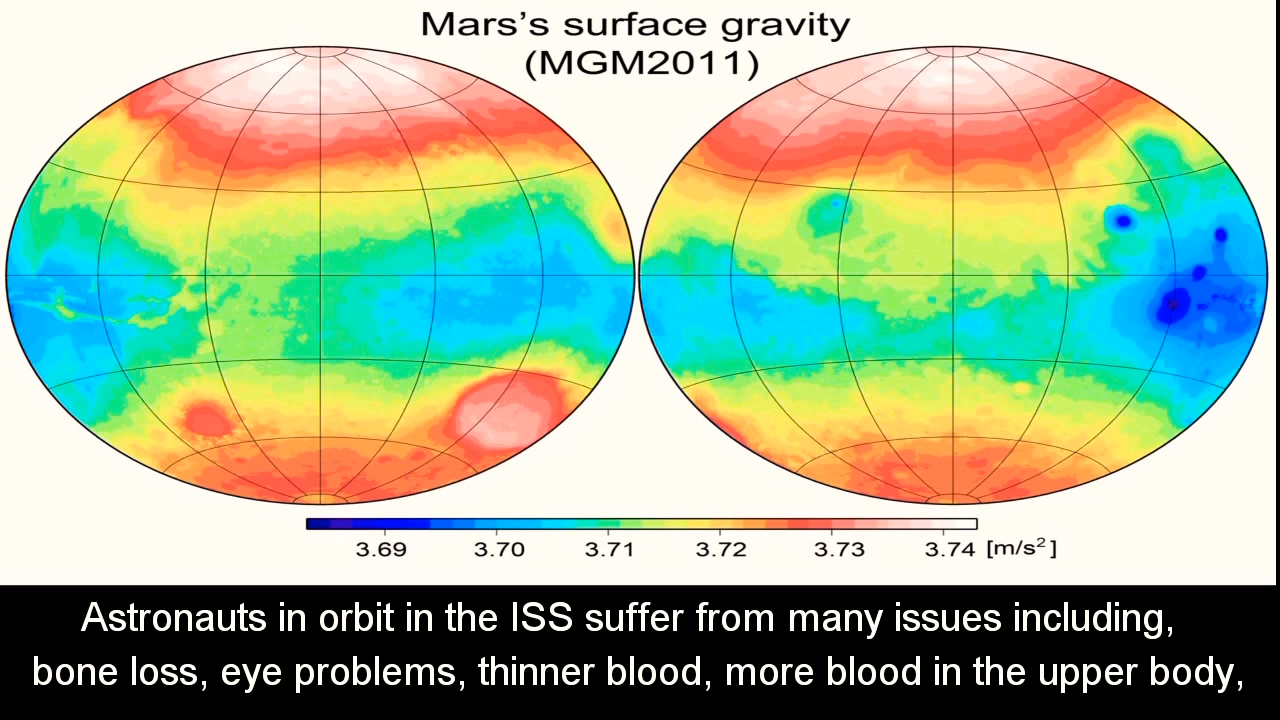 Mars’s surface gravity
(MGM2011)
3.69 3.70 3.71 3.72 3.73 3.74 [m/s²]
Astronauts in orbit in the ISS suffer from many issues including,
bone loss, eye problems, thinner blood, more blood in the upper body,